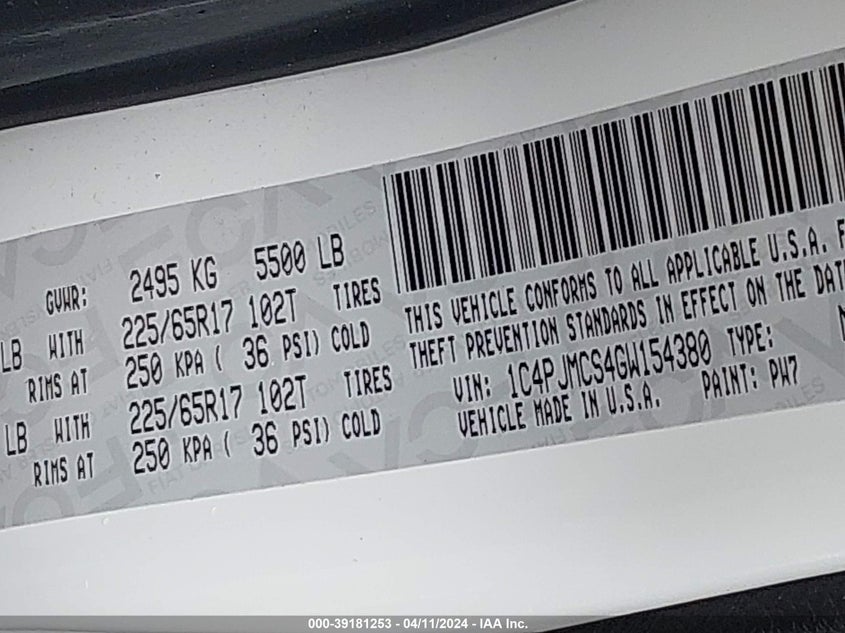 GVWR: 2495 KG 5500 LB
LB WITH 225/65R17 102T TIRES
RIMS AT 250 KPA ( 36 PSI) COLD
LB WITH 225/65R17 102T TIRES
RIMS AT 250 KPA ( 36 PSI) COLD
THIS VEHICLE CONFORMS TO ALL APPLICABLE U.S.A. F
THEFT PREVENTION STANDARDS IN EFFECT ON THE DAT
VIN: 1C4PJMCS4GW154380 TYPE:
VEHICLE MADE IN U.S.A. PAINT: PW7
000-39181253 - 04/11/2024 - IAA Inc.